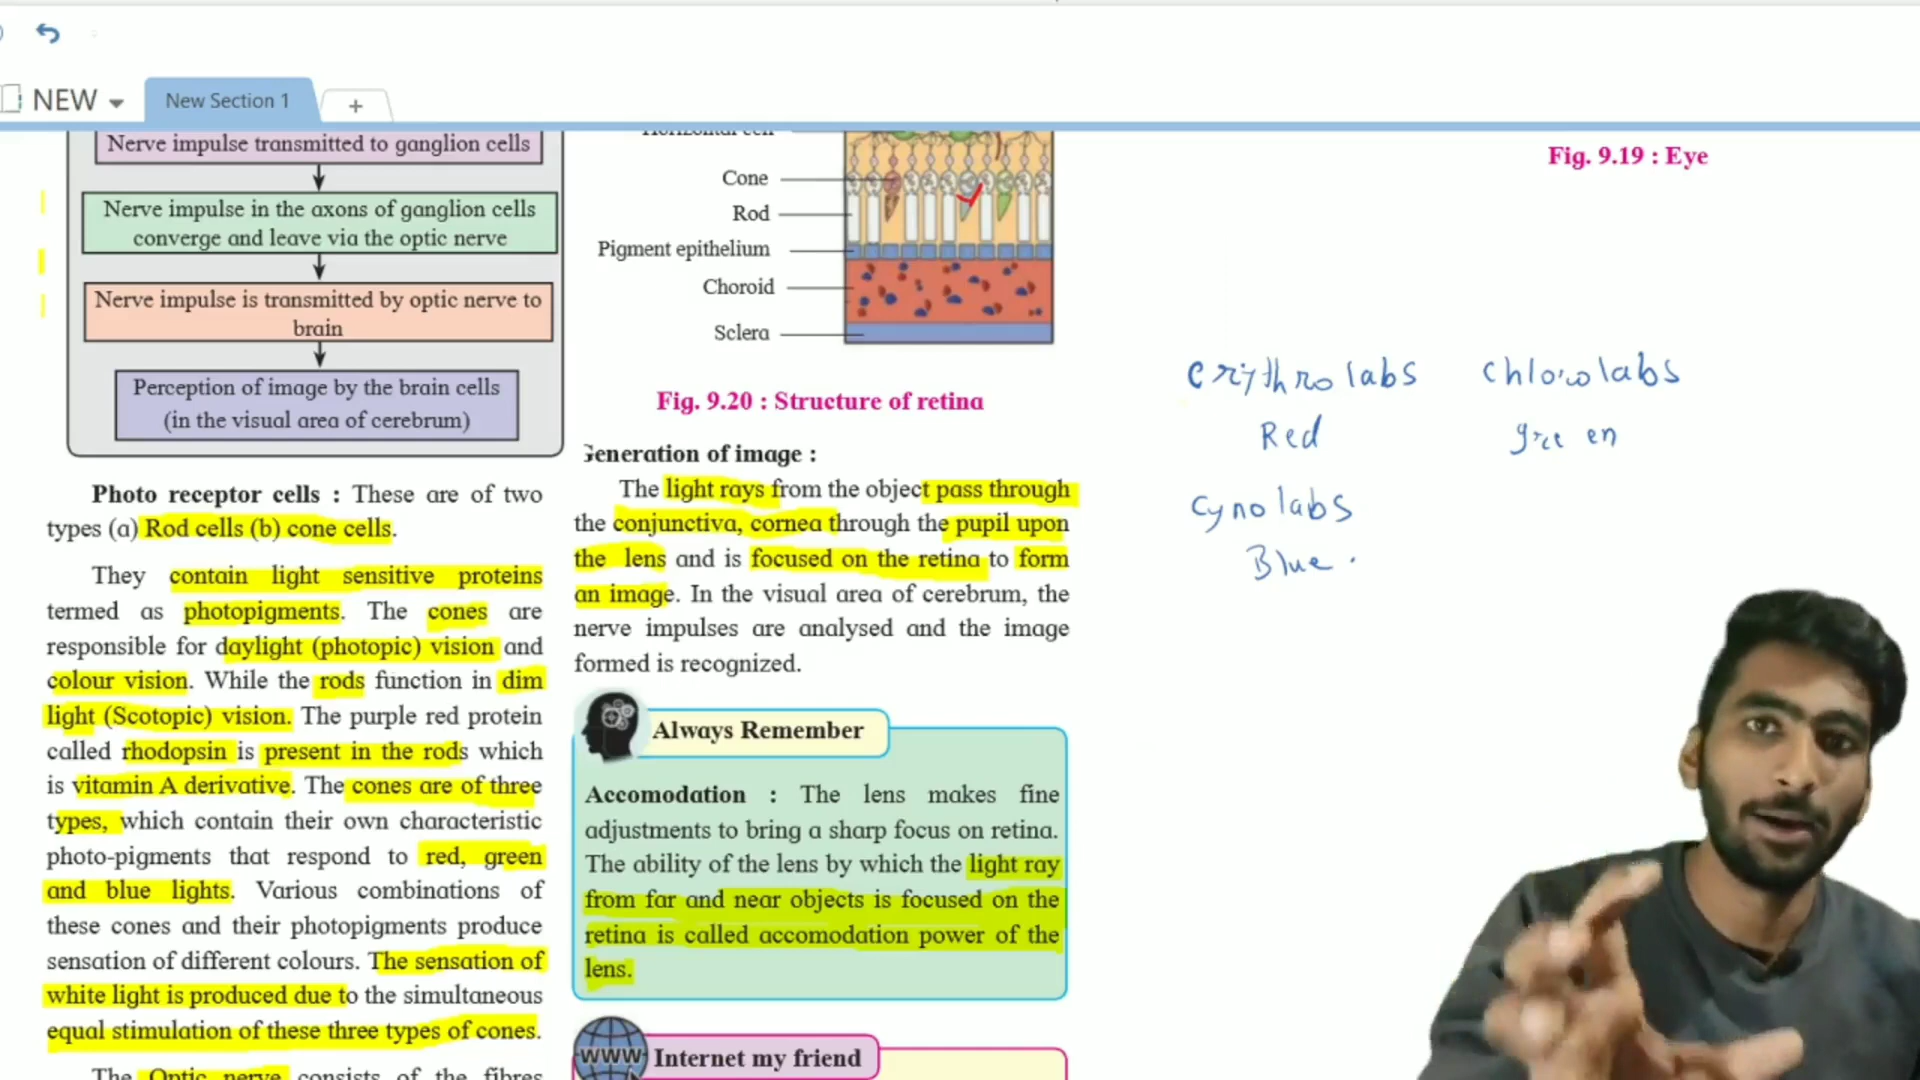 NEW
New Section 1
+
Nerve impulse transmitted to ganglion cells
Nerve impulse in the axons of ganglion cells
converge and leave via the optic nerve
Nerve impulse is transmitted by optic nerve to
brain
Perception of image by the brain cells
(in the visual area of cerebrum)
Photo receptor cells : These are of two
types (a) Rod cells (b) cone cells.
They contain light sensitive proteins
termed as photopigments. The cones are
responsible for daylight (photopic) vision and
colour vision. While the rods function in dim
light (Scotopic) vision. The purple red protein
called rhodopsin is present in the rods which
is vitamin A derivative. The cones are of three
types, which contain their own characteristic
photo-pigments that respond to red, green
and blue lights. Various combinations of
these cones and their photopigments produce
sensation of different colours. The sensation of
white light is produced due to the simultaneous
equal stimulation of these three types of cones.
The Optic nerve consists of the fibres
Horizontal cell
Cone
Rod
Pigment epithelium
Choroid
Sclera
Fig. 9.20 : Structure of retina
Generation of image :
The light rays from the object pass through
the conjunctiva, cornea through the pupil upon
the lens and is focused on the retina to form
an image. In the visual area of cerebrum, the
nerve impulses are analysed and the image
formed is recognized.
Always Remember
Accomodation : The lens makes fine
adjustments to bring a sharp focus on retina.
The ability of the lens by which the light ray
from far and near objects is focused on the
retina is called accomodation power of the
lens.
WWW
Internet my friend
Fig. 9.19 : Eye
erythrolabs chlorolabs
Red green
cynolabs
Blue.